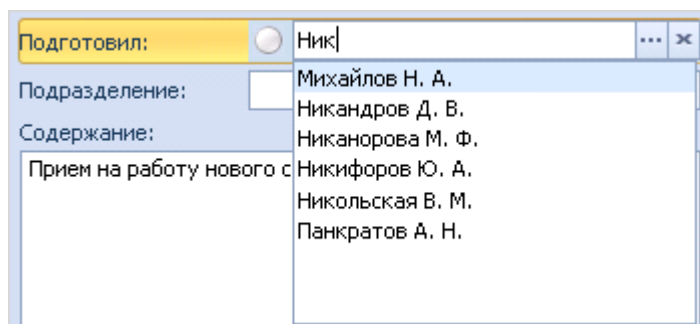 Подготовил: Ник
Михайлов Н. А.
Никандров Д. В.
Подразделение:
Никанорова М. Ф.
Содержание:
Никифоров Ю. А.
Прием на работу нового с
Никольская В. М.
Панкратов А. Н.